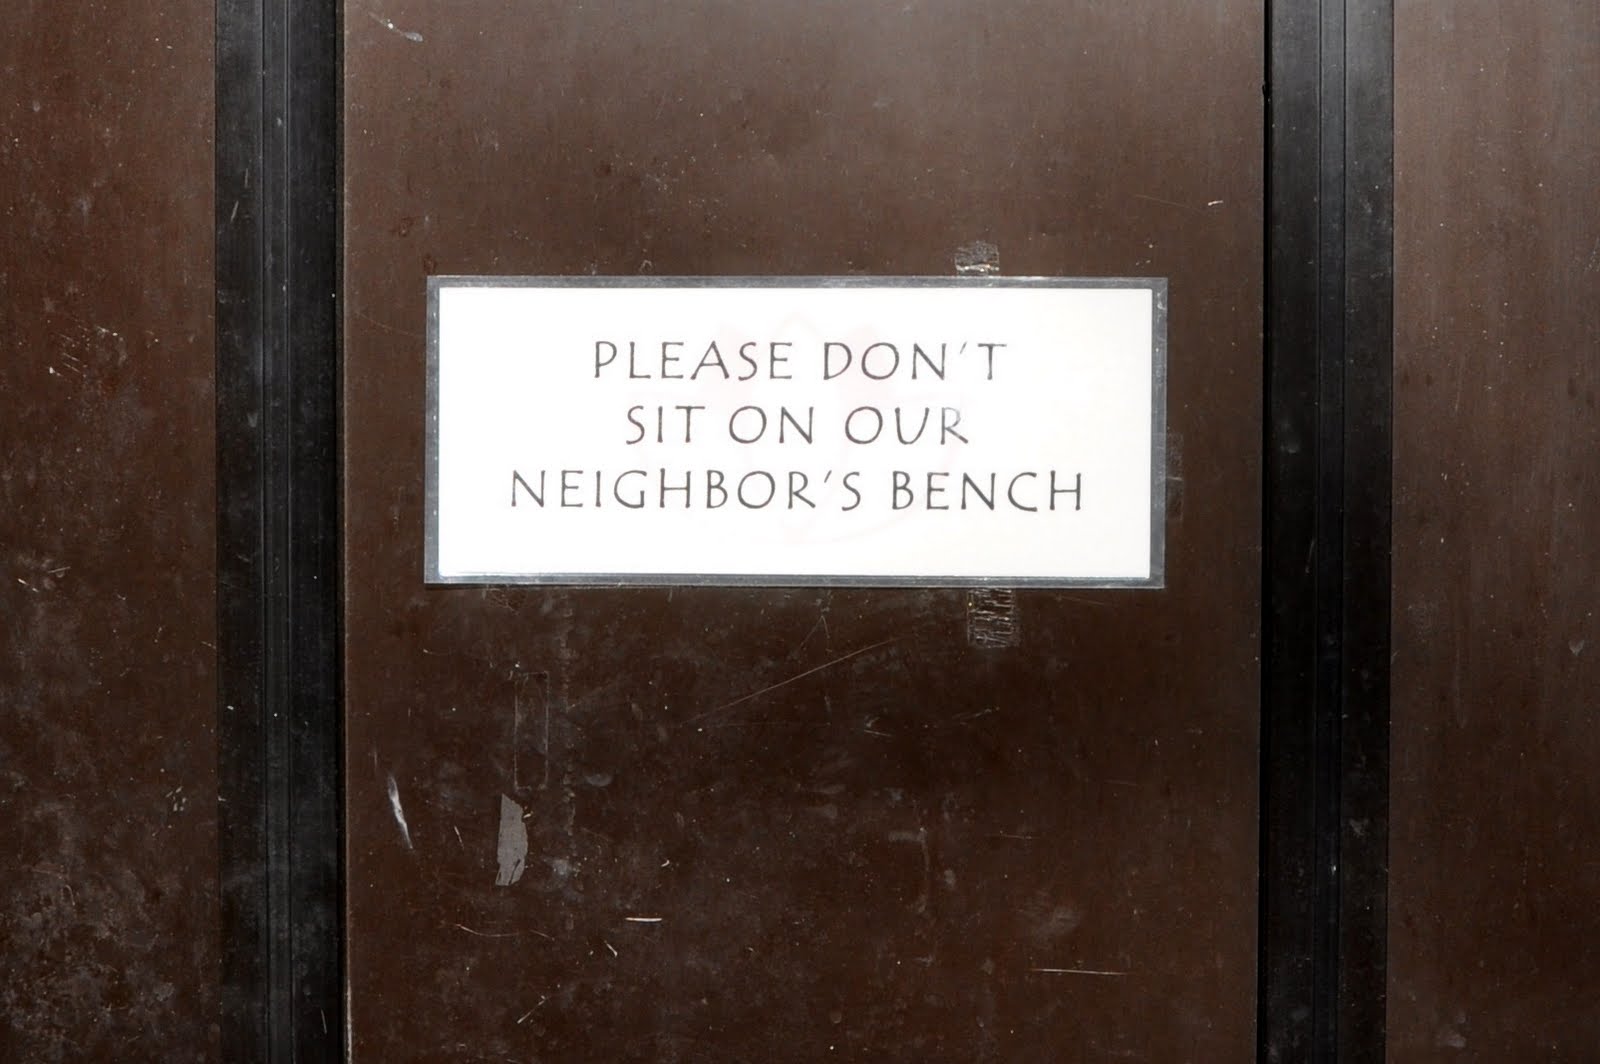 PLEASE DON'T
SIT ON OUR
NEIGHBOR'S BENCH